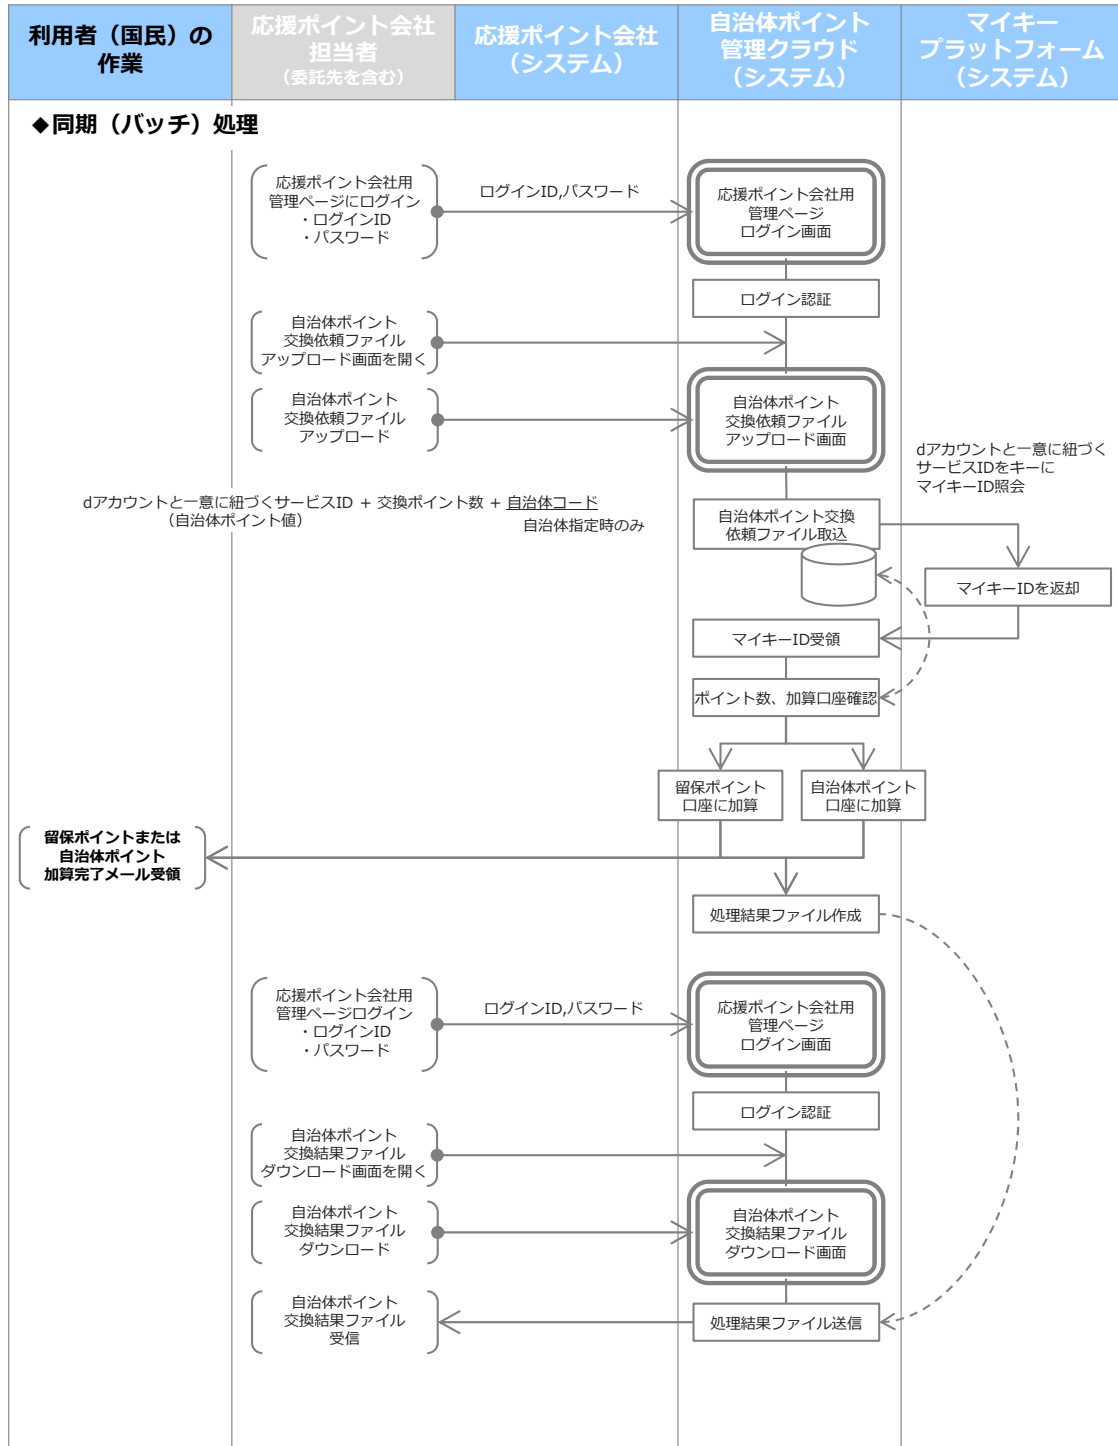 利用者（国民）の
作業
応援ポイント会社
担当者
（委託先を含む）
応援ポイント会社
（システム）
自治体ポイント
管理クラウド
（システム）
マイキー
プラットフォーム
（システム）
◆同期（バッチ）処理
応援ポイント会社用
管理ページにログイン
・ログインID
・パスワード
ログインID,パスワード
応援ポイント会社用
管理ページ
ログイン画面
ログイン認証
自治体ポイント
交換依頼ファイル
アップロード画面を開く
自治体ポイント
交換依頼ファイル
アップロード
自治体ポイント
交換依頼ファイル
アップロード画面
dアカウントと一意に紐づく
サービスIDをキーに
マイキーID照会
dアカウントと一意に紐づくサービスID + 交換ポイント数 + 自治体コード
（自治体ポイント値）
自治体指定時のみ
自治体ポイント交換
依頼ファイル取込
マイキーIDを返却
マイキーID受領
ポイント数、加算口座確認
留保ポイント
口座に加算
自治体ポイント
口座に加算
留保ポイントまたは
自治体ポイント
加算完了メール受領
処理結果ファイル作成
応援ポイント会社用
管理ページログイン
・ログインID
・パスワード
ログインID,パスワード
応援ポイント会社用
管理ページ
ログイン画面
ログイン認証
自治体ポイント
交換結果ファイル
ダウンロード画面を開く
自治体ポイント
交換結果ファイル
ダウンロード
自治体ポイント
交換結果ファイル
ダウンロード画面
自治体ポイント
交換結果ファイル
受信
処理結果ファイル送信